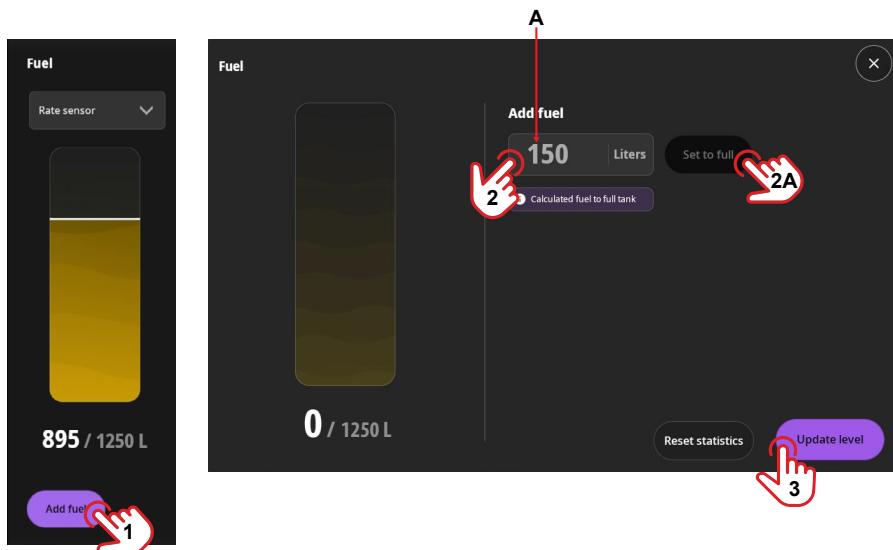 A
Fuel
Rate sensor
895 / 1250 L
Add fuel
1
Fuel
Add fuel
150 Liters
Set to full
2
2A
Calculated fuel to full tank
0 / 1250 L
Reset statistics
Update level
3